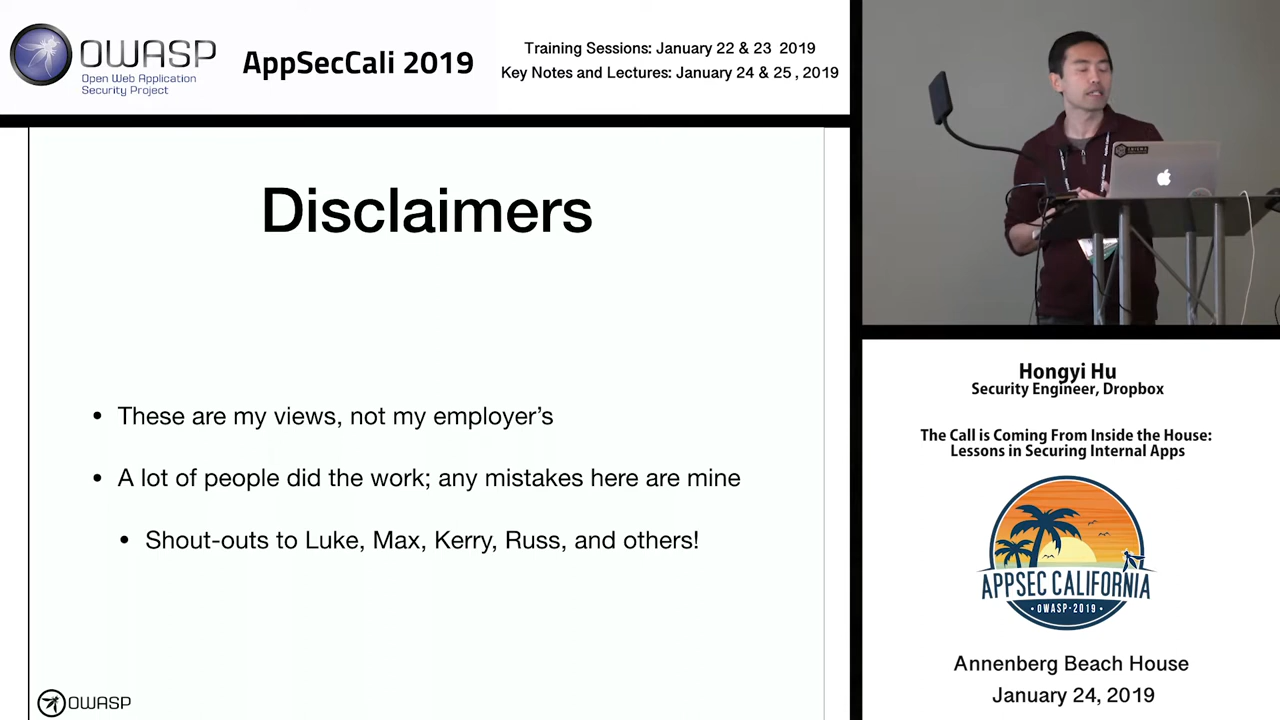 OWASP
Open Web Application
Security Project
AppSecCali 2019
Training Sessions: January 22 & 23 2019
Key Notes and Lectures: January 24 & 25 , 2019
Disclaimers
• These are my views, not my employer’s
• A lot of people did the work; any mistakes here are mine
• Shout-outs to Luke, Max, Kerry, Russ, and others!
OWASP
Hongyi Hu
Security Engineer, Dropbox
The Call is Coming From Inside the House:
Lessons in Securing Internal Apps
APPSEC CALIFORNIA
• OWASP-2019 •
Annenberg Beach House
January 24, 2019